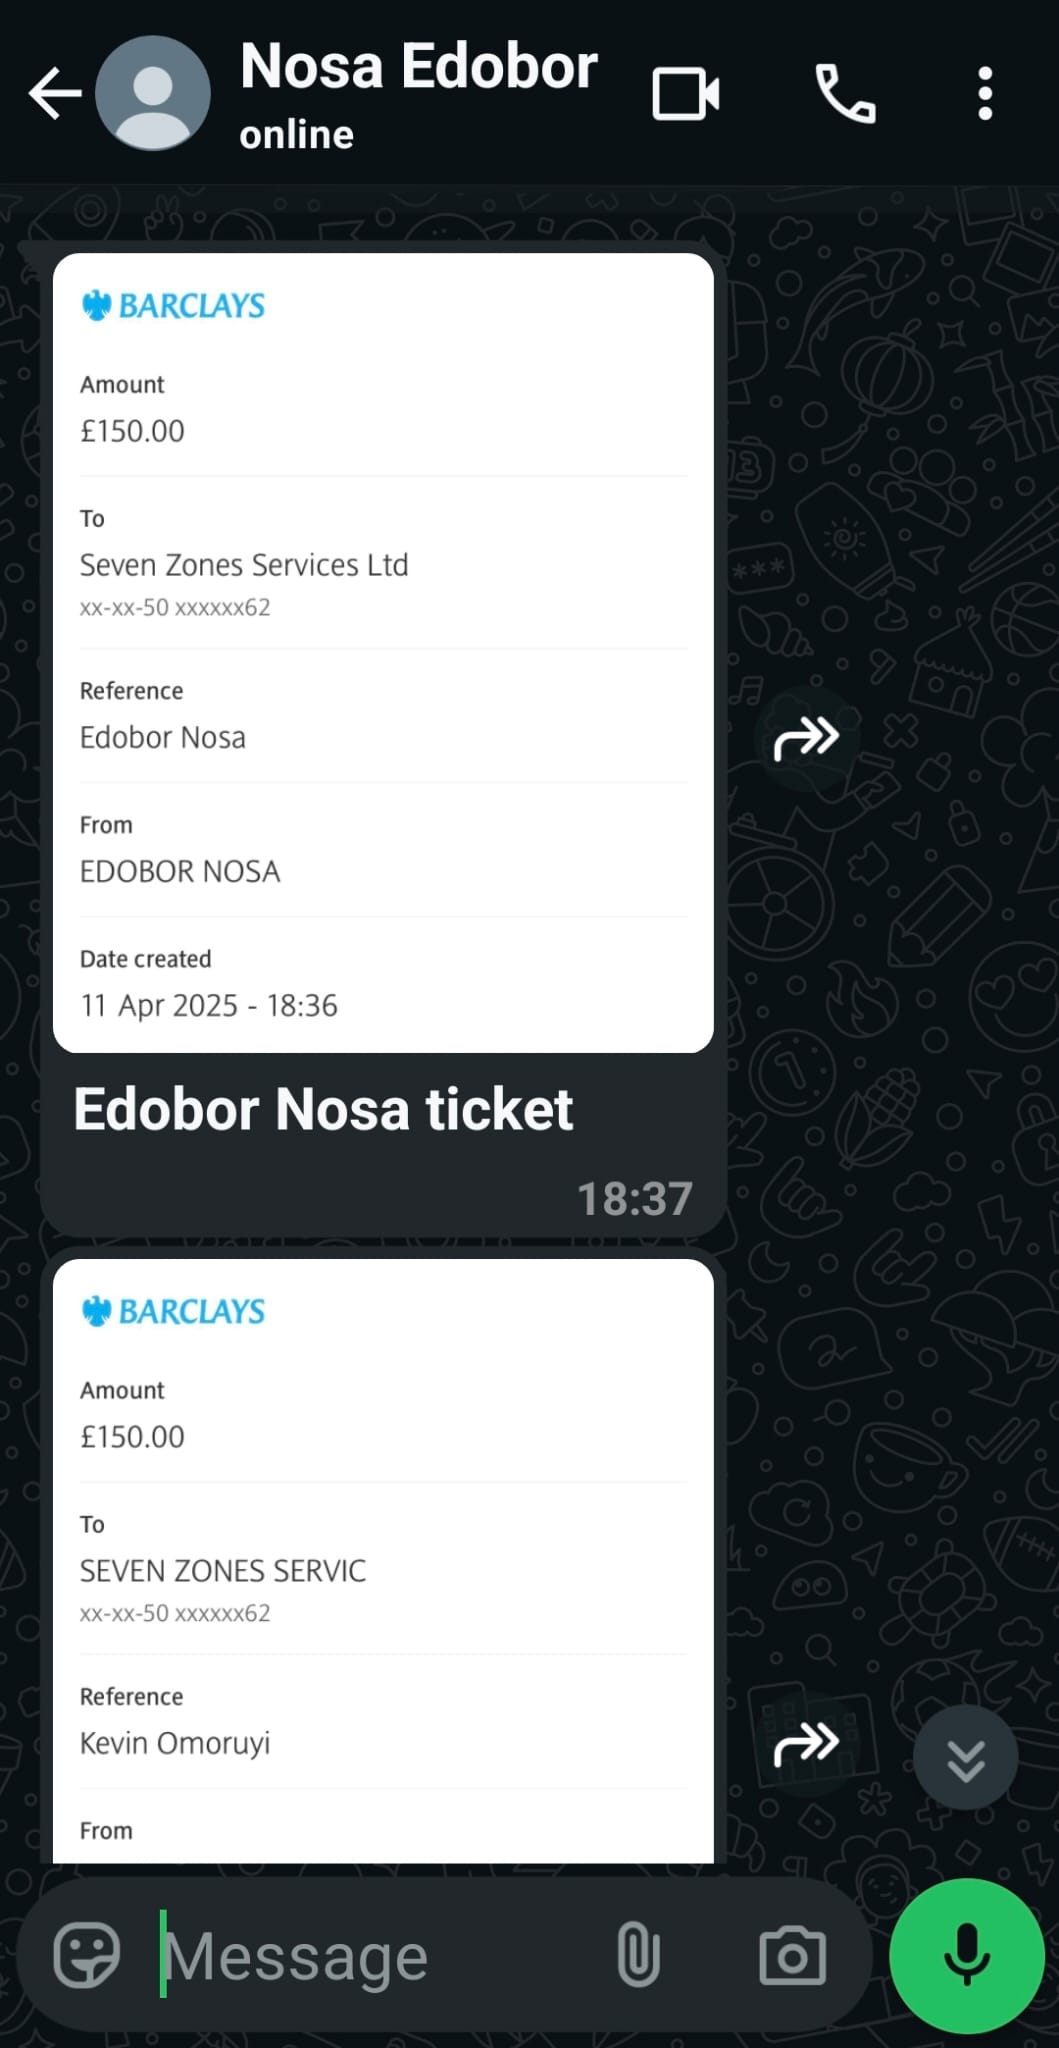 Nosa Edobor
online
BARCLAYS
Amount
£150.00
To
Seven Zones Services Ltd
xx-xx-50 xxxxxx62
Reference
Edobor Nosa
From
EDOBOR NOSA
Date created
11 Apr 2025 - 18:36
Edobor Nosa ticket
18:37
BARCLAYS
Amount
£150.00
To
SEVEN ZONES SERVIC
xx-xx-50 xxxxxx62
Reference
Kevin Omoruyi
From
Message